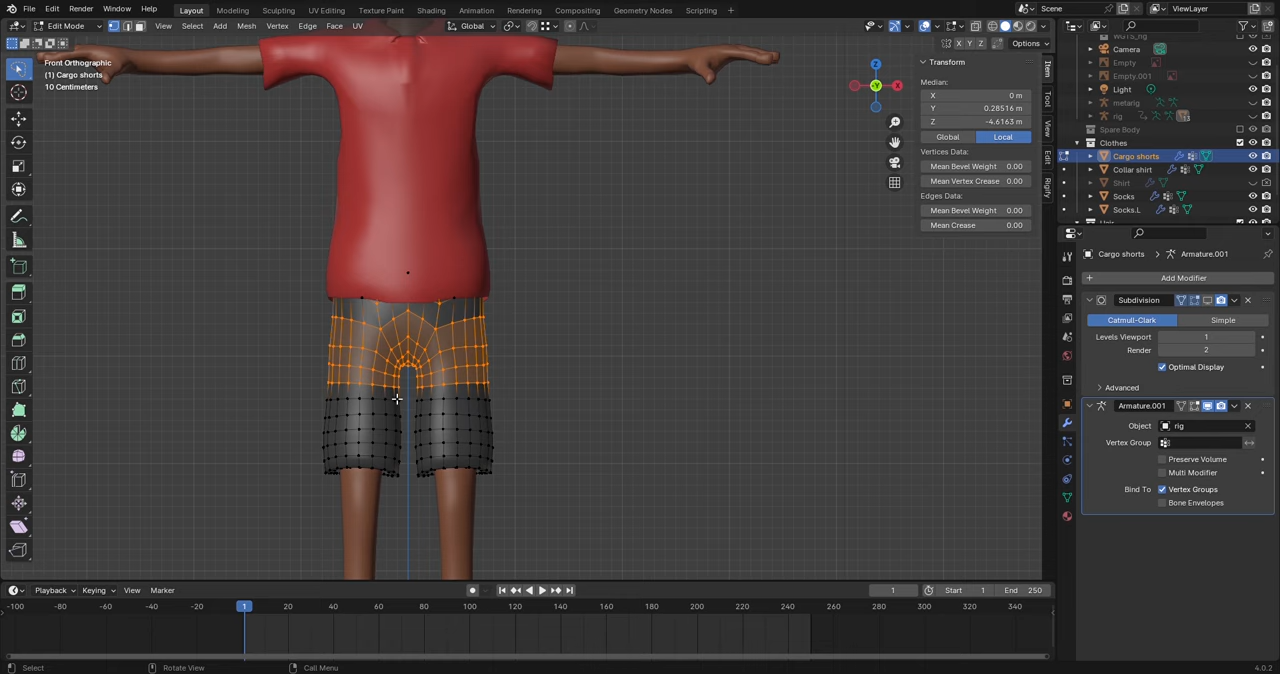 File Edit Render Window Help Layout Modeling Sculpting UV Editing Texture Paint Shading Animation Rendering Compositing Geometry Nodes Scripting + Scene ViewLayer
Edit Mode View Select Add Mesh Vertex Edge Face UV Global
X Y Z Options
Front Orthographic
(1) Cargo shorts
10 Centimeters
Z
X
-Y
Transform
Median:
X 0 m
Y 0.28516 m
Z -4.6163 m
Global Local
Vertices Data:
Mean Bevel Weight 0.00
Mean Vertex Crease 0.00
Edges Data:
Mean Bevel Weight 0.00
Mean Crease 0.00
Item
Tool
View
Edit
Rigify
WGTS_rig
Camera
Empty
Empty.001
Light
metarig
rig 13
Spare Body
Clothes
Cargo shorts
Collar shirt
Shirt
Socks
Socks.L
Cargo shorts > Armature.001
+ Add Modifier
Subdivision
Catmull-Clark Simple
Levels Viewport 1
Render 2
Optimal Display
Advanced
Armature.001
Object rig
Vertex Group
Preserve Volume
Multi Modifier
Bind To Vertex Groups
Bone Envelopes
Playback Keying View Marker 1 Start 1 End 250
-100 -80 -60 -40 -20 1 20 40 60 80 100 120 140 160 180 200 220 240 260 280 300 320 340
Select Rotate View Call Menu 4.0.2